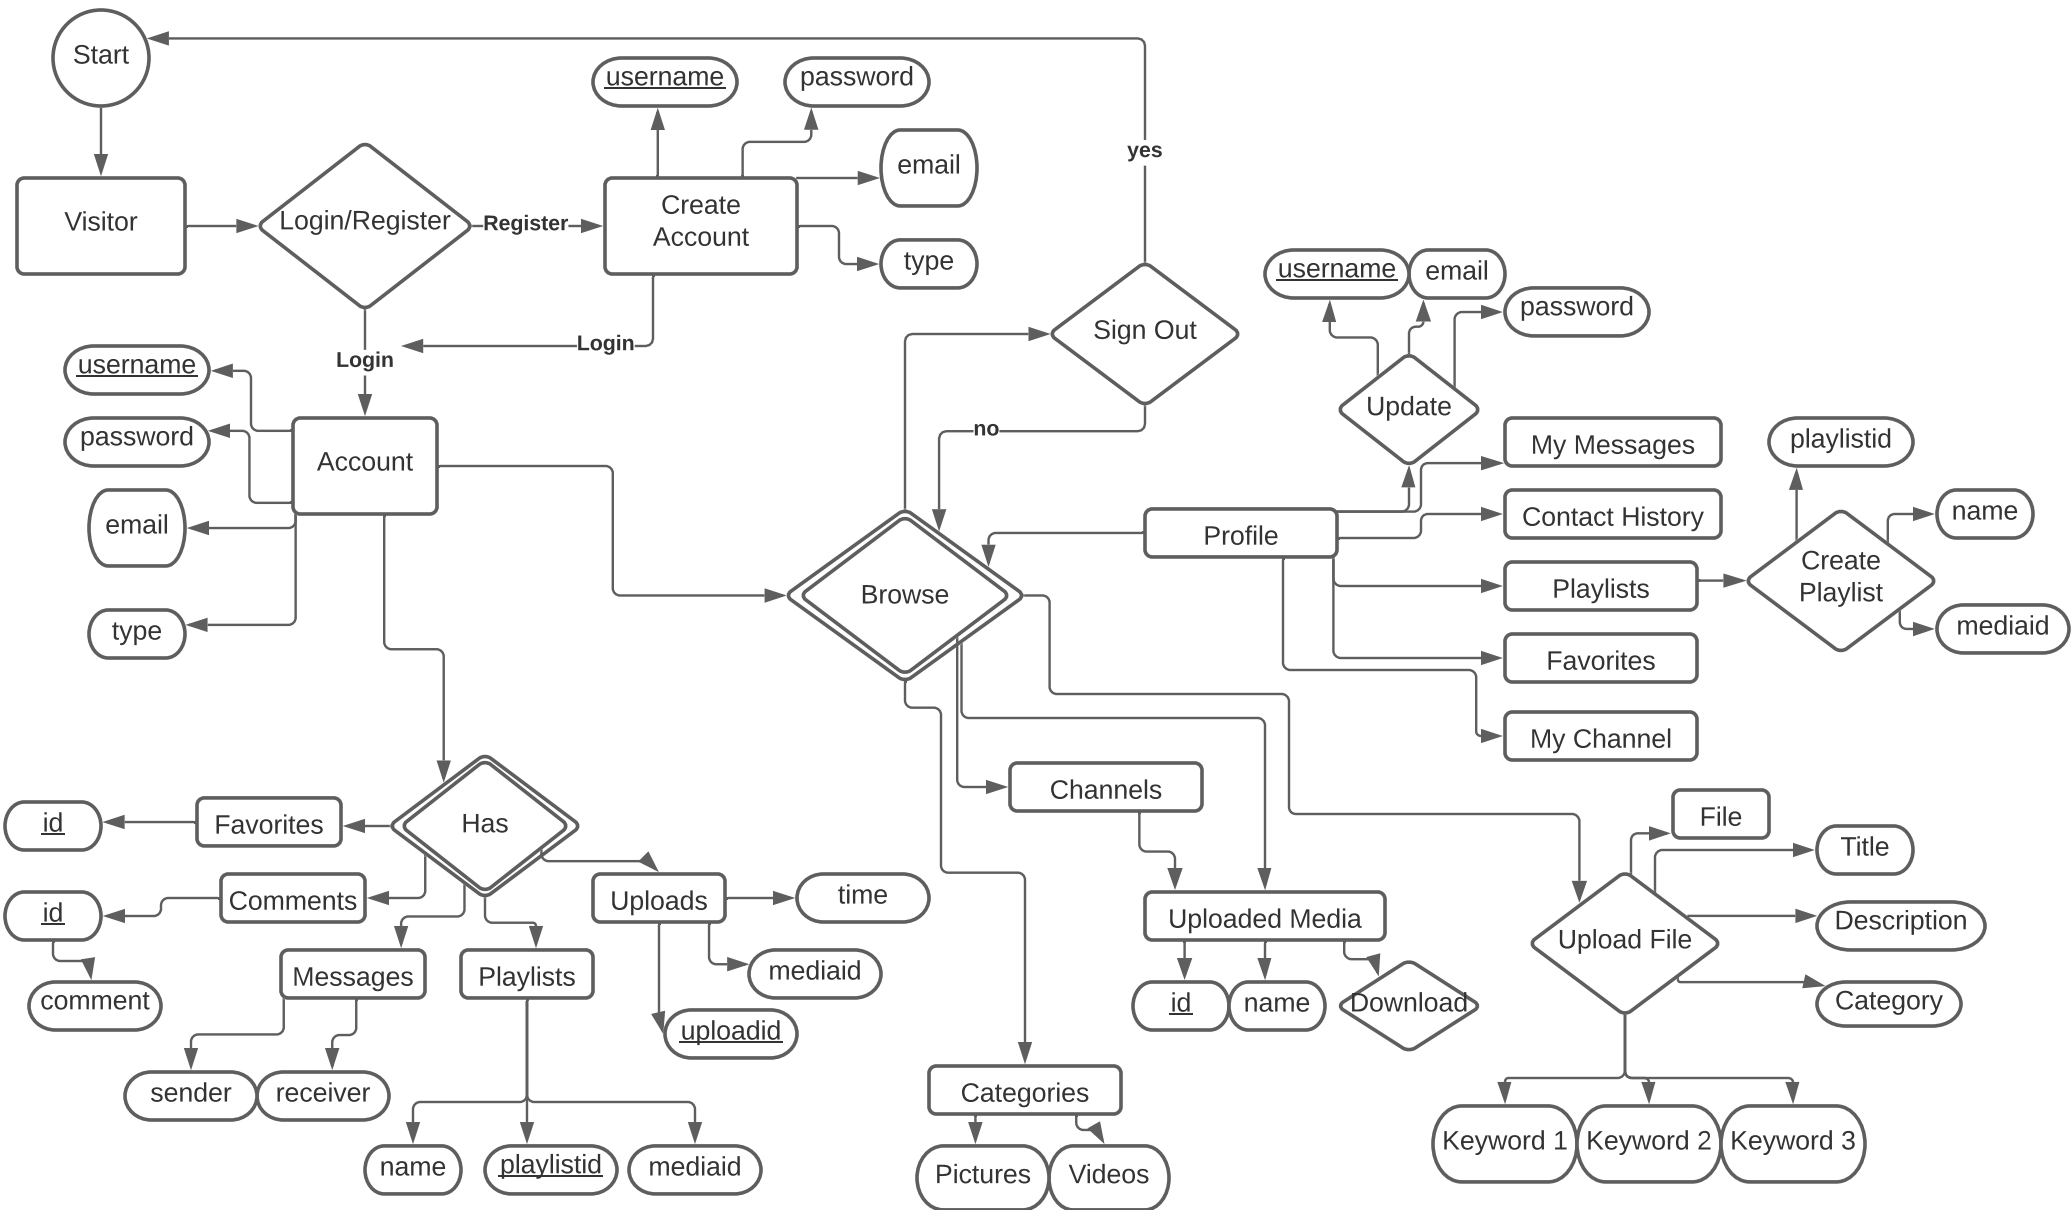 Start
username
password
email
yes
Visitor
Login/Register
Register
Create
Account
type
username
email
password
Sign Out
Login
Login
username
password
Account
email
type
no
Update
My Messages
Contact History
Playlists
Favorites
My Channel
playlistid
name
Create
Playlist
mediaid
Profile
Browse
Channels
Has
Favorites
id
Comments
id
comment
Uploads
time
mediaid
uploadid
Messages
Playlists
sender
receiver
name
playlistid
mediaid
Uploaded Media
id
name
Download
Categories
Pictures
Videos
File
Title
Description
Upload File
Category
Keyword 1
Keyword 2
Keyword 3